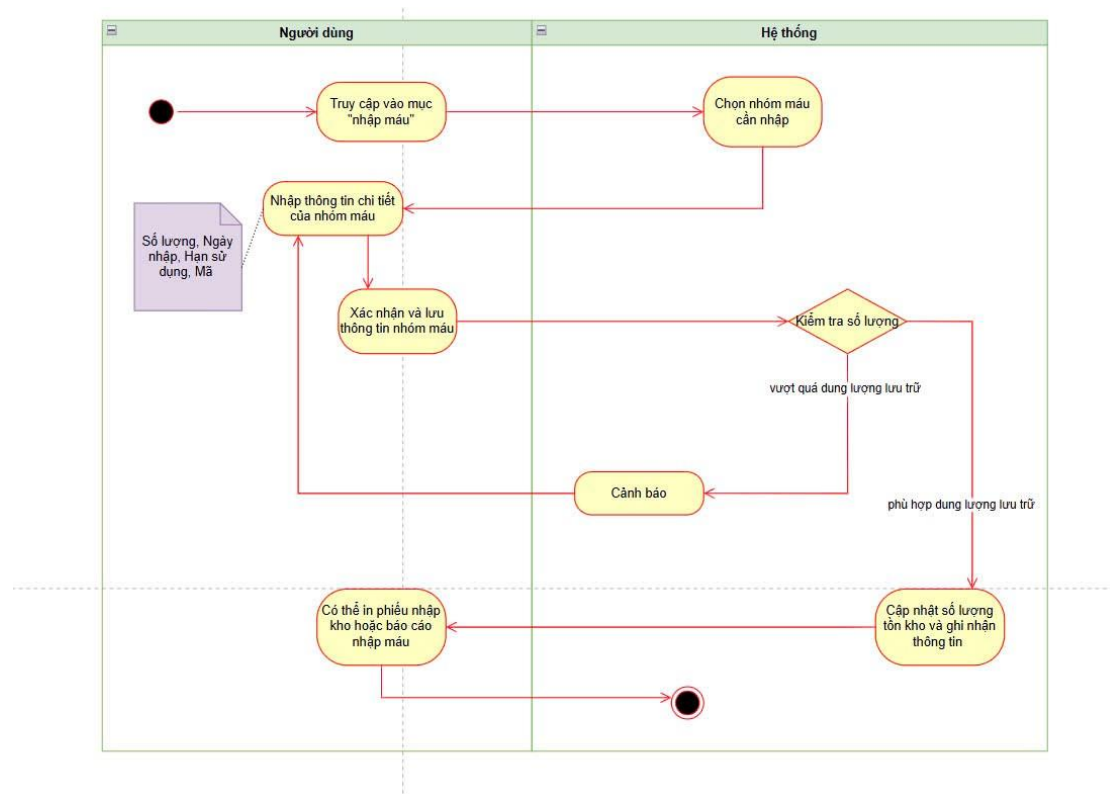 Người dùng
Hệ thống
Truy cập vào mục
"nhập máu"
Chọn nhóm máu
cần nhập
Nhập thông tin chi tiết
của nhóm máu
Số lượng, Ngày
nhập, Hạn sử
dụng, Mã
Xác nhận và lưu
thông tin nhóm máu
Kiểm tra số lượng
vượt quá dung lượng lưu trữ
Cảnh báo
phù hợp dung lượng lưu trữ
Có thể in phiếu nhập
kho hoặc báo cáo
nhập máu
Cập nhật số lượng
tồn kho và ghi nhận
thông tin